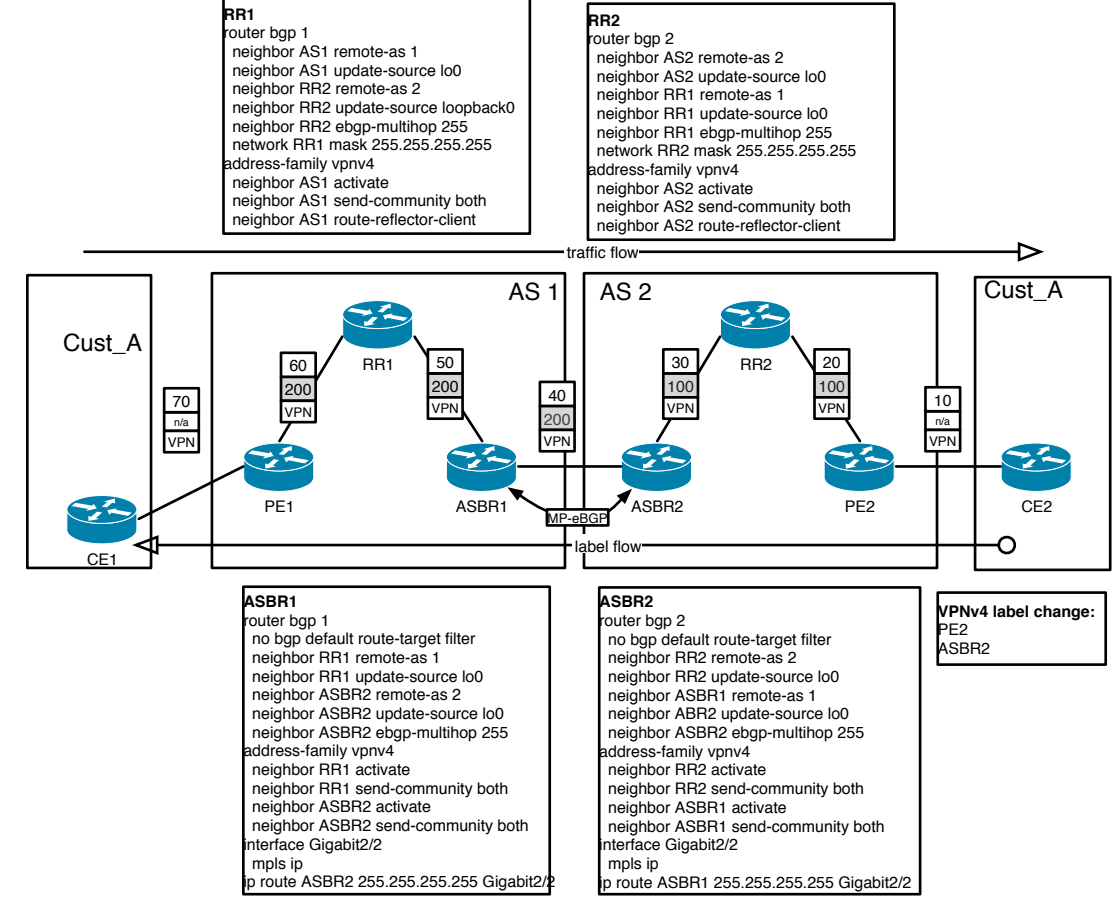 RR1
router bgp 1
neighbor AS1 remote-as 1
neighbor AS1 update-source lo0
neighbor RR2 remote-as 2
neighbor RR2 update-source loopback0
neighbor RR2 ebgp-multihop 255
network RR1 mask 255.255.255.255
address-family vpnv4
neighbor AS1 activate
neighbor AS1 send-community both
neighbor AS1 route-reflector-client
RR2
router bgp 2
neighbor AS2 remote-as 2
neighbor AS2 update-source lo0
neighbor RR1 remote-as 1
neighbor RR1 update-source lo0
neighbor RR1 ebgp-multihop 255
network RR2 mask 255.255.255.255
address-family vpnv4
neighbor AS2 activate
neighbor AS2 send-community both
neighbor AS2 route-reflector-client
traffic flow
Cust_A
AS 1
AS 2
Cust_A
RR1
RR2
70
n/a
VPN
60
200
VPN
50
200
VPN
40
200
VPN
30
100
VPN
20
100
VPN
10
n/a
VPN
CE1
PE1
ASBR1
MP-eBGP
ASBR2
PE2
CE2
label flow
ASBR1
router bgp 1
no bgp default route-target filter
neighbor RR1 remote-as 1
neighbor RR1 update-source lo0
neighbor ASBR2 remote-as 2
neighbor ASBR2 update-source lo0
neighbor ASBR2 ebgp-multihop 255
address-family vpnv4
neighbor RR1 activate
neighbor RR1 send-community both
neighbor ASBR2 activate
neighbor ASBR2 send-community both
interface Gigabit2/2
mpls ip
ip route ASBR2 255.255.255.255 Gigabit2/2
ASBR2
router bgp 2
no bgp default route-target filter
neighbor RR2 remote-as 2
neighbor RR2 update-source lo0
neighbor ASBR1 remote-as 1
neighbor ABR2 update-source lo0
neighbor ASBR2 ebgp-multihop 255
address-family vpnv4
neighbor RR2 activate
neighbor RR2 send-community both
neighbor ASBR1 activate
neighbor ASBR1 send-community both
interface Gigabit2/2
mpls ip
ip route ASBR1 255.255.255.255 Gigabit2/2
VPNv4 label change:
PE2
ASBR2